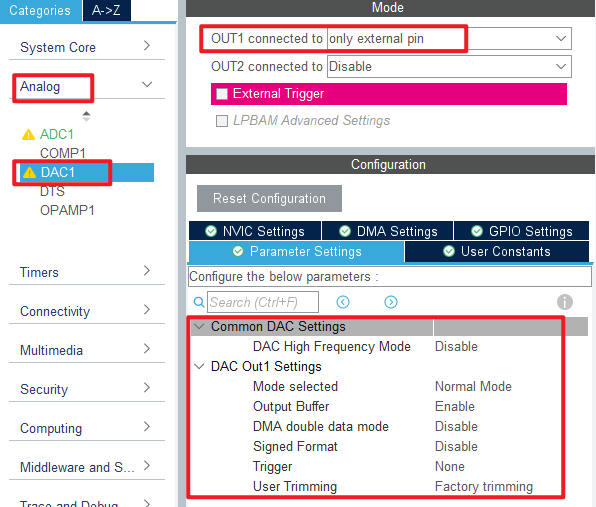 Categories A->Z
System Core
Analog
ADC1
COMP1
DAC1
DTS
OPAMP1
Timers
Connectivity
Multimedia
Security
Computing
Middleware and S...
Trace and Debug
Mode
OUT1 connected to only external pin
OUT2 connected to Disable
External Trigger
LPBAM Advanced Settings
Configuration
Reset Configuration
NVIC Settings DMA Settings GPIO Settings
Parameter Settings User Constants
Configure the below parameters :
Search (Ctrl+F)
Common DAC Settings
DAC High Frequency Mode Disable
DAC Out1 Settings
Mode selected Normal Mode
Output Buffer Enable
DMA double data mode Disable
Signed Format Disable
Trigger None
User Trimming Factory trimming